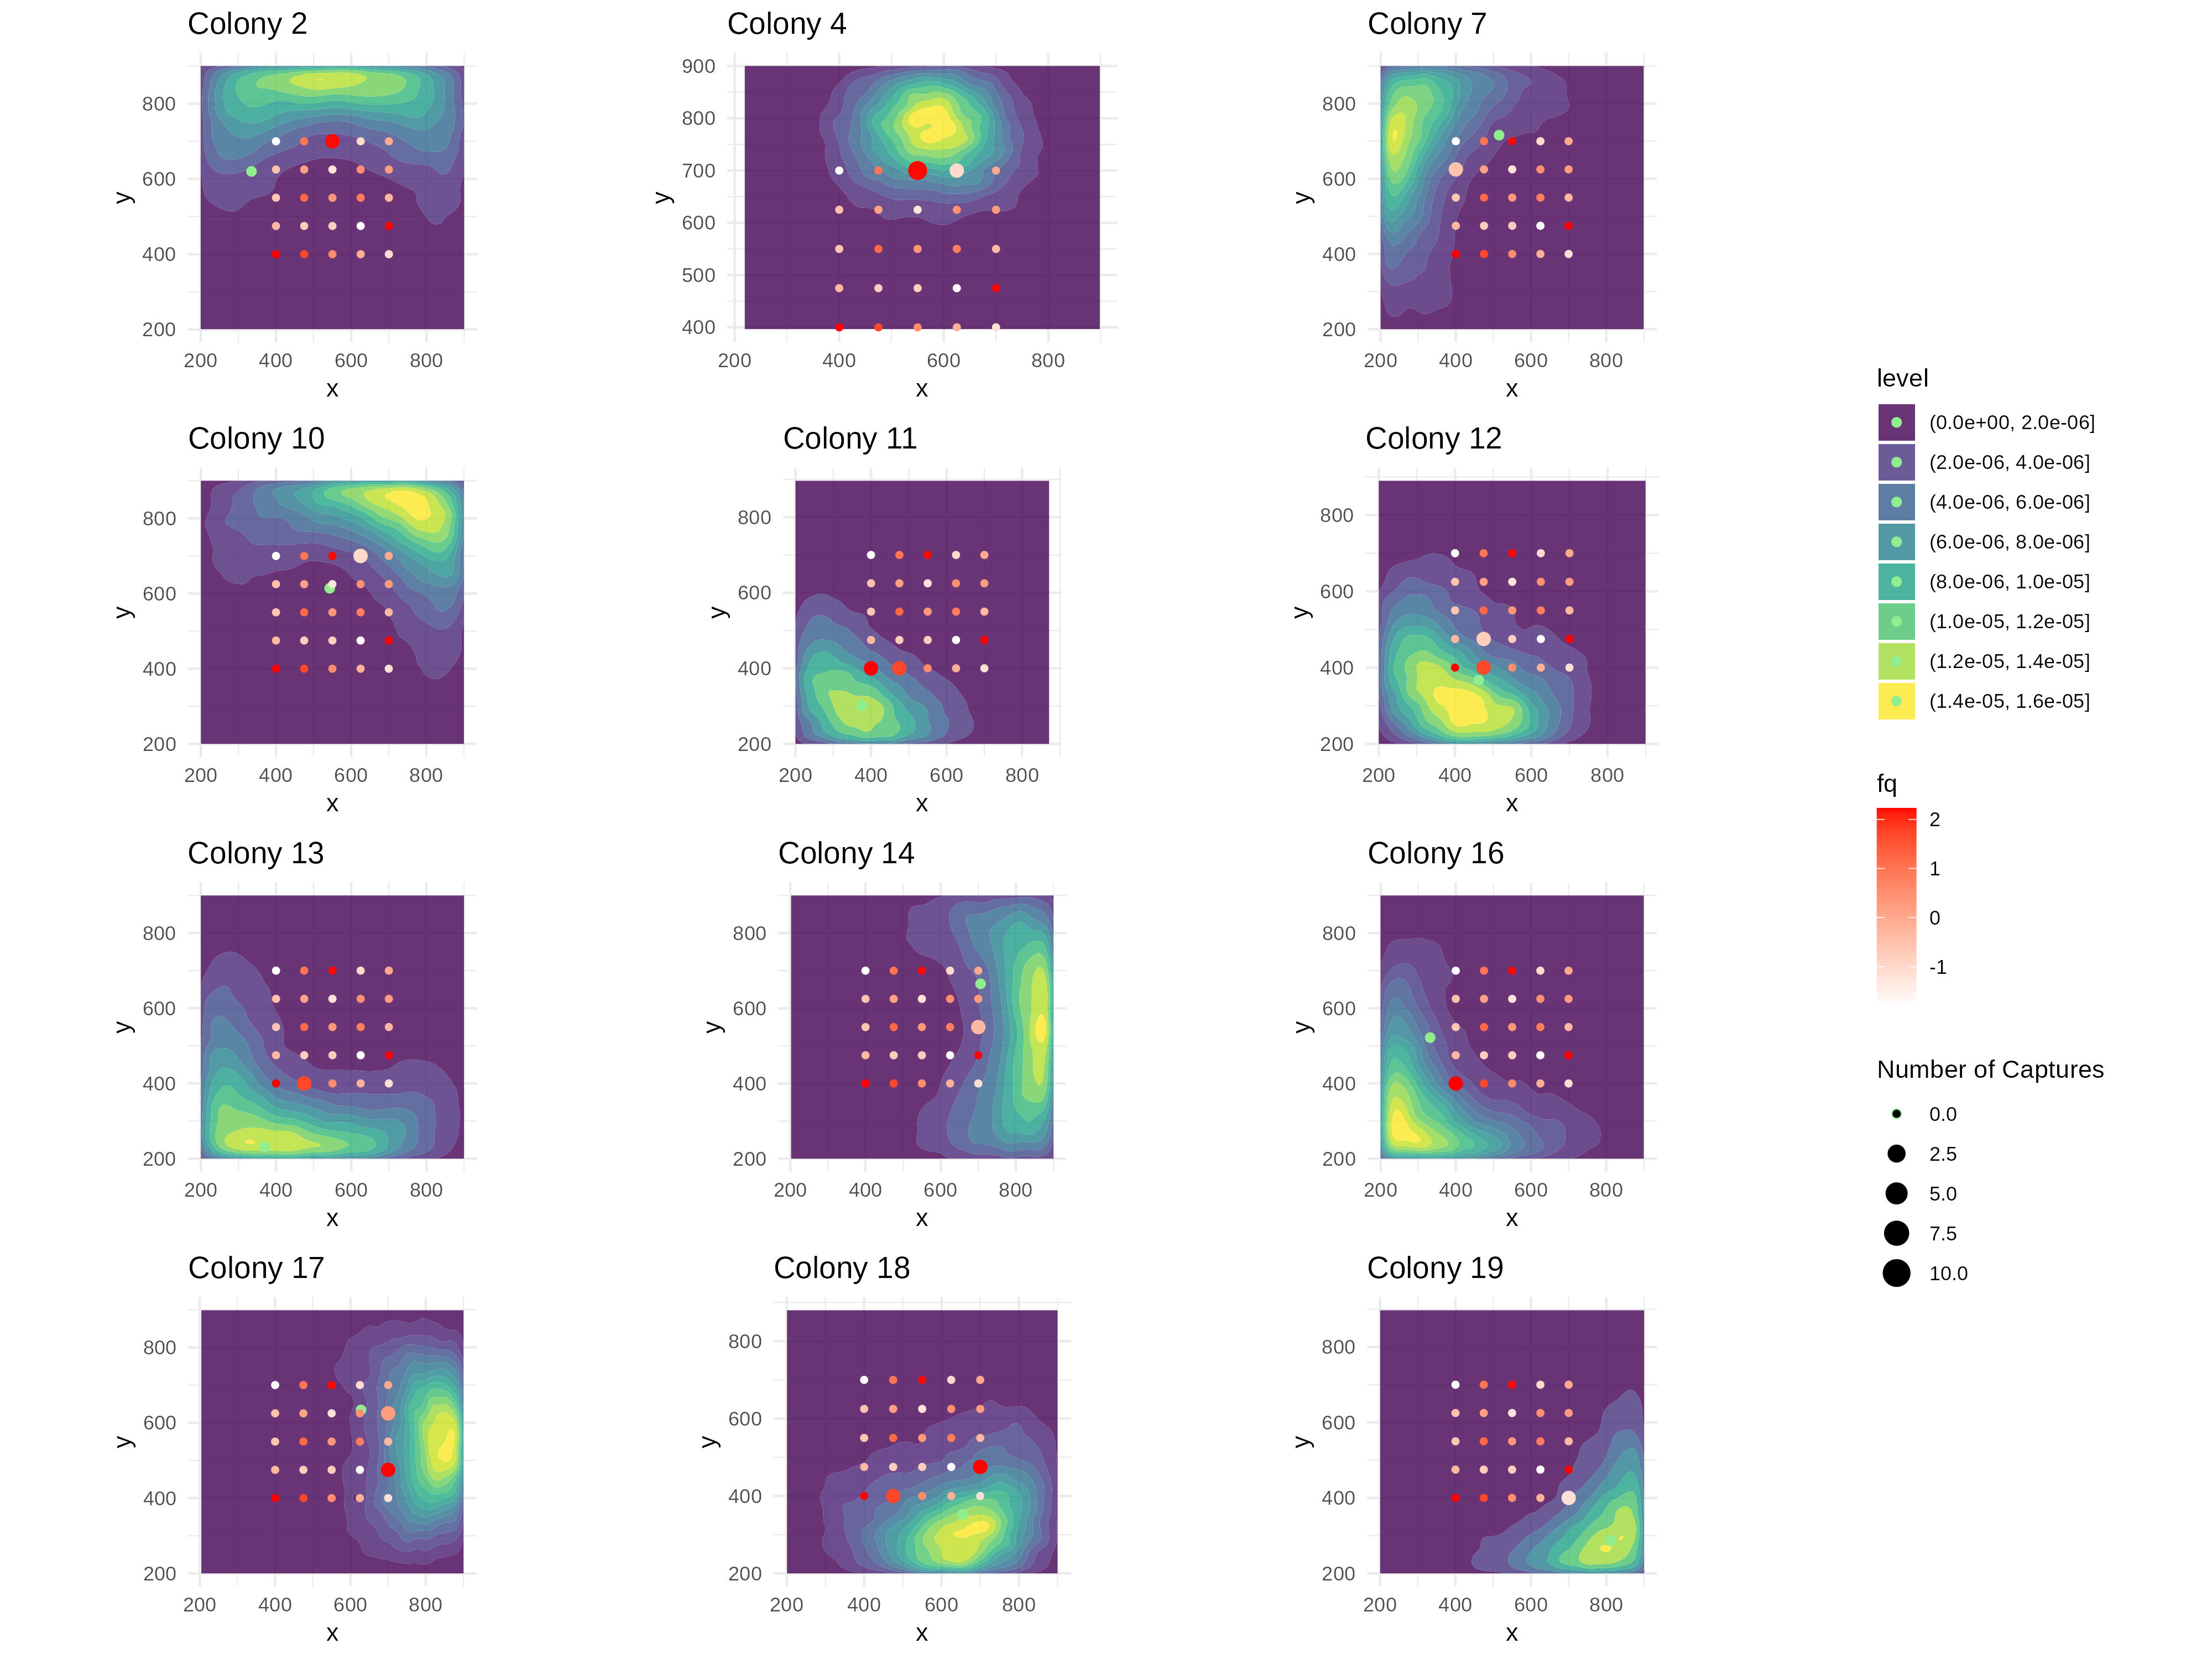 Colony 2
Colony 4
Colony 7
y
800
600
400
200
200 400 600 800
x
y
900
800
700
600
500
400
200 400 600 800
x
y
800
600
400
200
200 400 600 800
x
Colony 10
Colony 11
Colony 12
y
800
600
400
200
200 400 600 800
x
y
800
600
400
200
200 400 600 800
x
y
800
600
400
200
200 400 600 800
x
Colony 13
Colony 14
Colony 16
y
800
600
400
200
200 400 600 800
x
y
800
600
400
200
200 400 600 800
x
y
800
600
400
200
200 400 600 800
x
Colony 17
Colony 18
Colony 19
y
800
600
400
200
200 400 600 800
x
y
800
600
400
200
200 400 600 800
x
y
800
600
400
200
200 400 600 800
x
level
(0.0e+00, 2.0e-06]
(2.0e-06, 4.0e-06]
(4.0e-06, 6.0e-06]
(6.0e-06, 8.0e-06]
(8.0e-06, 1.0e-05]
(1.0e-05, 1.2e-05]
(1.2e-05, 1.4e-05]
(1.4e-05, 1.6e-05]
fq
2
1
0
-1
Number of Captures
0.0
2.5
5.0
7.5
10.0